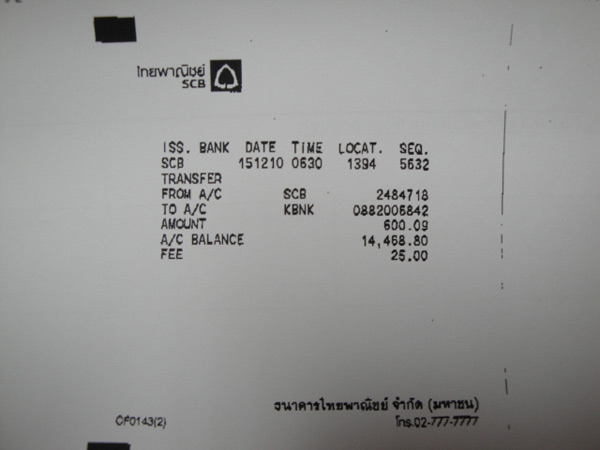 ไทยพาณิชย์
SCB
ISS. BANK DATE TIME LOCAT. SEQ.
SCB 151210 0630 1394 5632
TRANSFER
FROM A/C SCB 2484718
TO A/C KBNK 0882006842
AMOUNT 600.09
A/C BALANCE 14,468.80
FEE 25.00
ธนาคารไทยพาณิชย์ จำกัด (มหาชน)
CF0143(2) โทร.02-777-7777